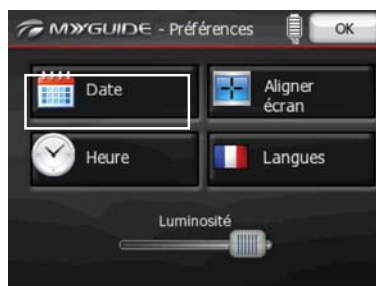 MYGUIDE - Préférences
OK
Date
Aligner
écran
Heure
Langues
Luminosité